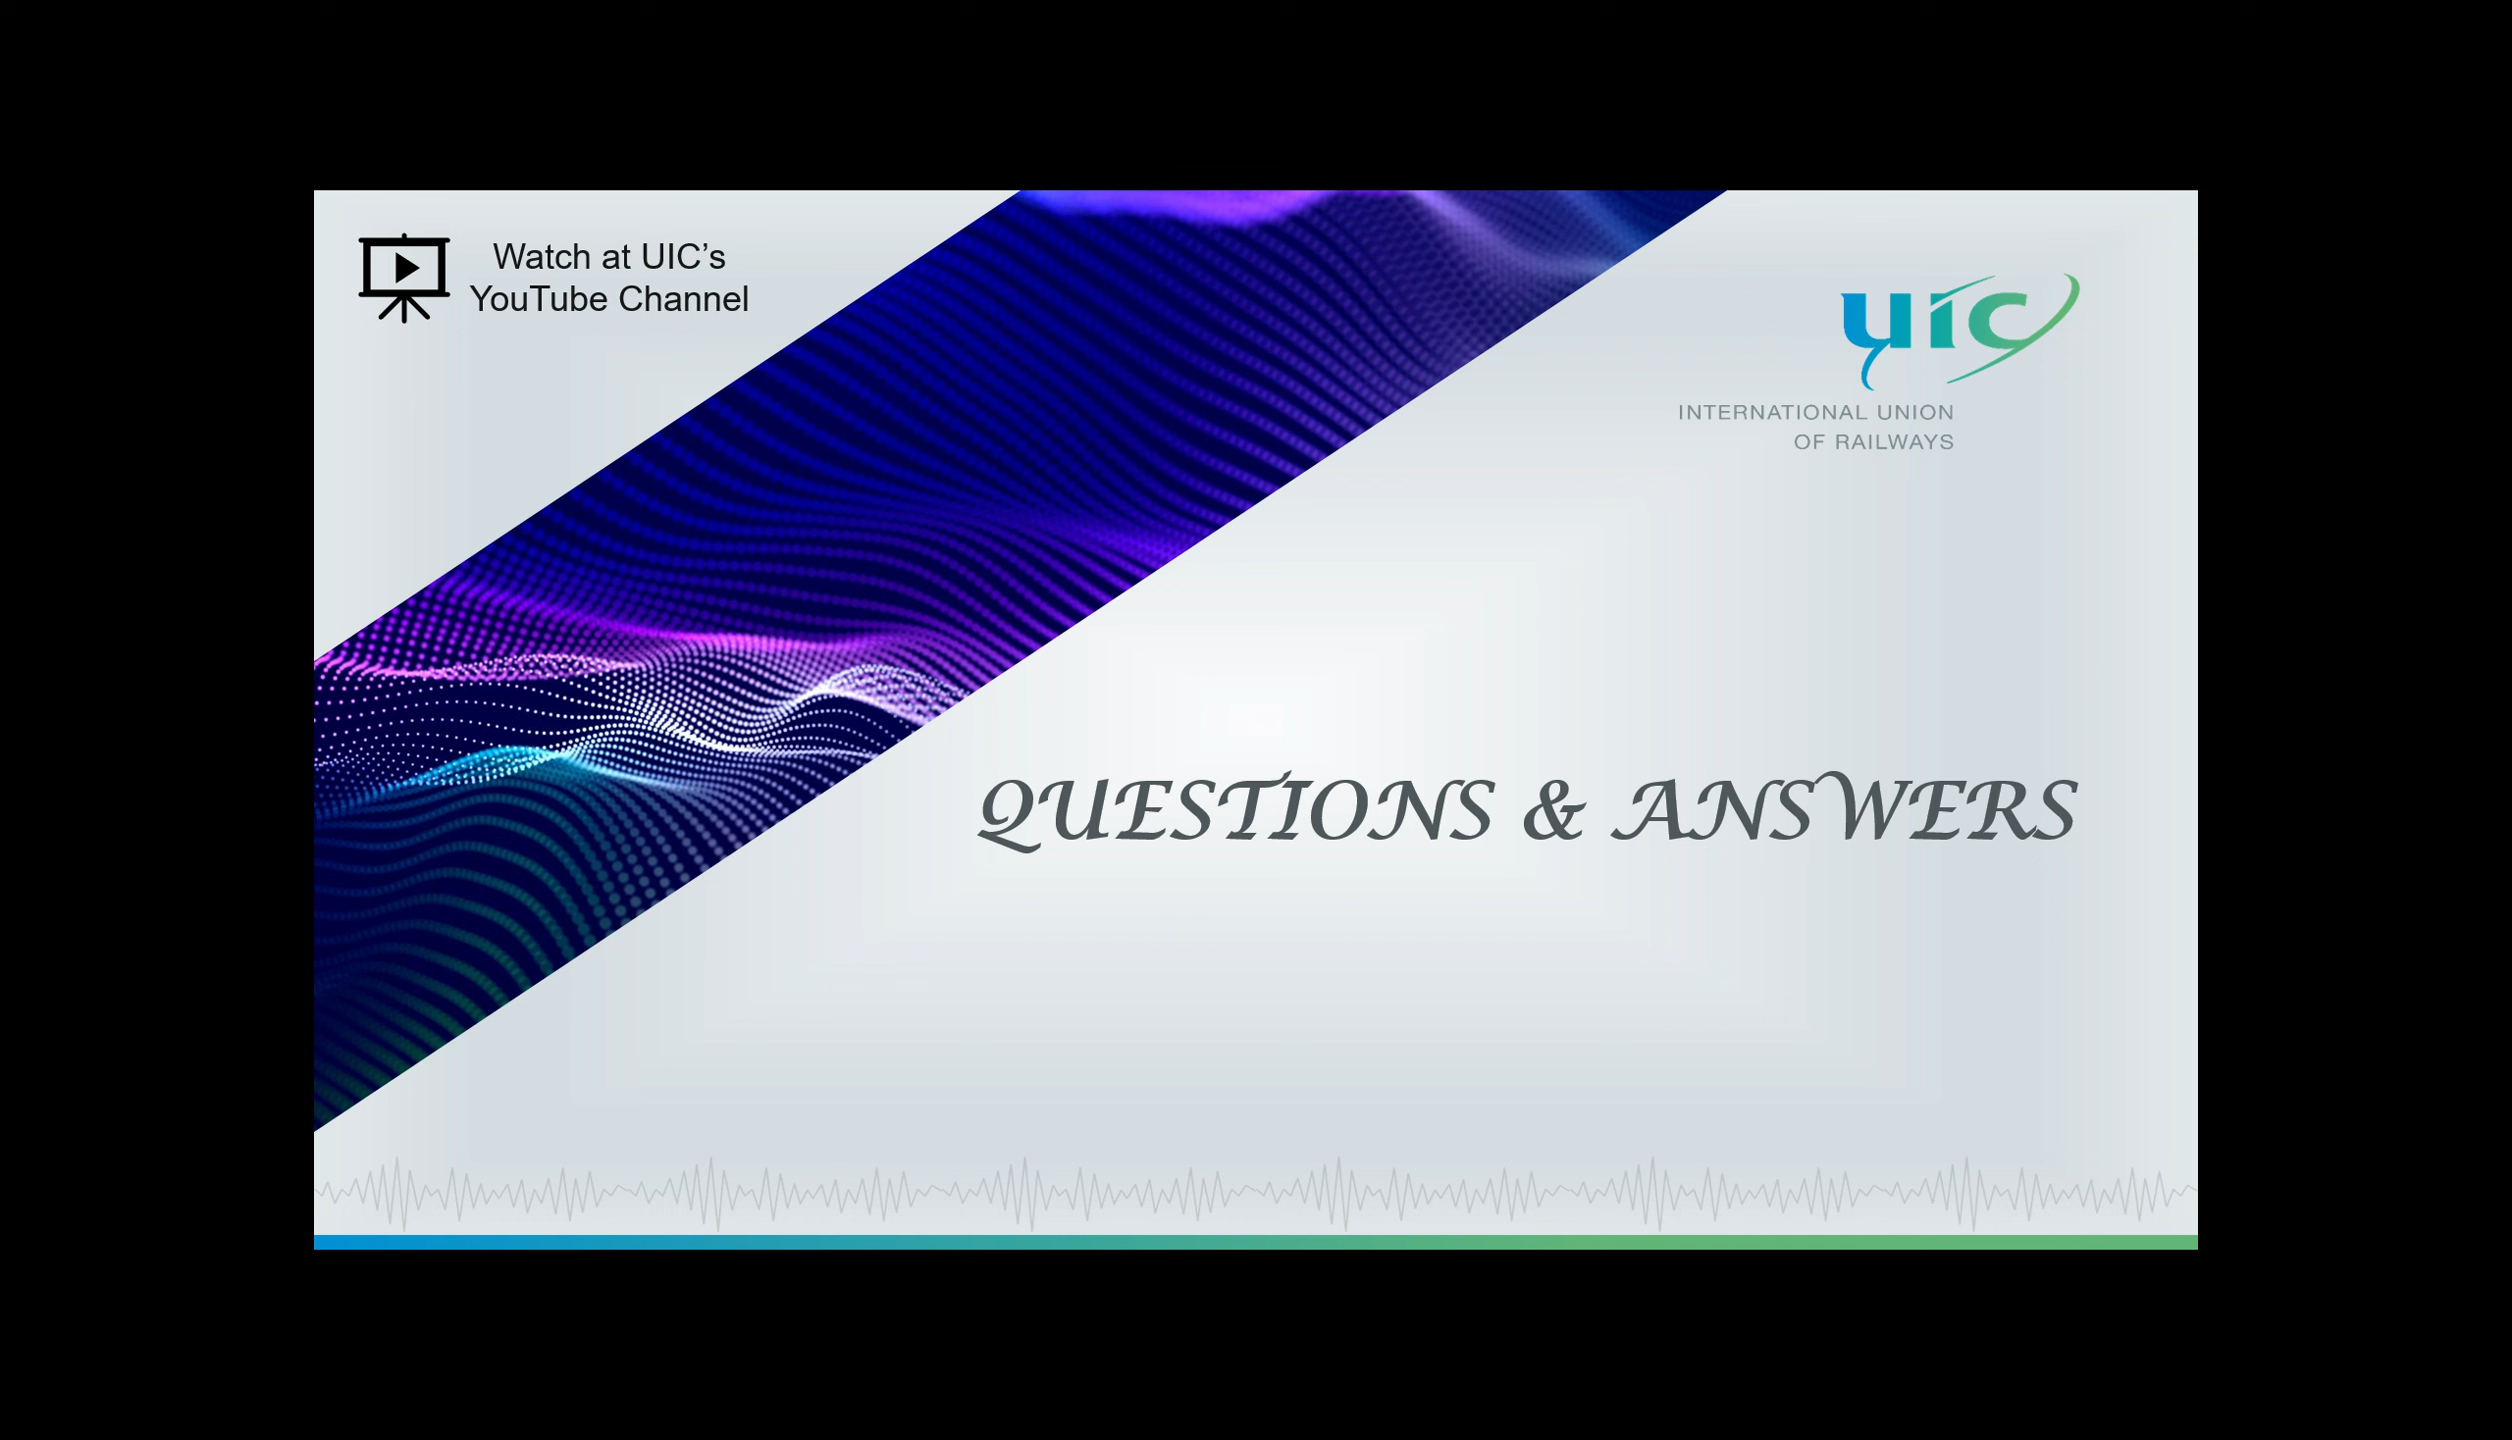 Watch at UIC’s
YouTube Channel
uic
INTERNATIONAL UNION
OF RAILWAYS
QUESTIONS & ANSWERS